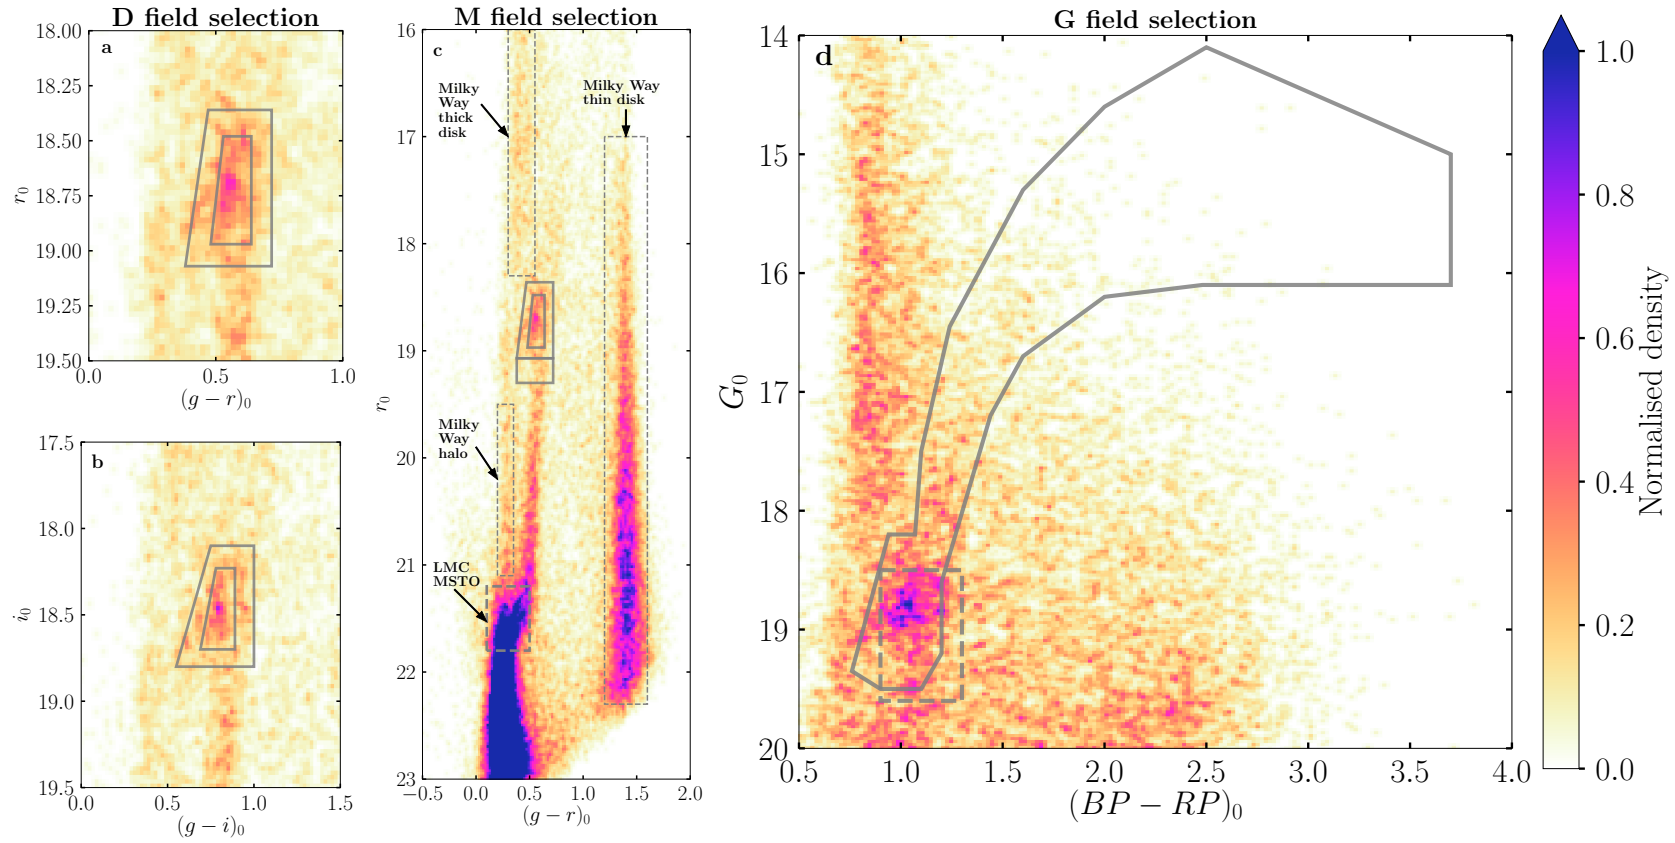 D field selection
a
18.00
18.25
18.50
18.75
19.00
19.25
19.50
r0
0.0
0.5
1.0
(g − r)0
b
17.5
18.0
18.5
19.0
19.5
i0
0.0
0.5
1.0
1.5
(g − i)0
M field selection
c
16
17
18
19
20
21
22
23
r0
Milky
Way
thick
disk
Milky Way
thin disk
Milky
Way
halo
LMC
MSTO
−0.5
0.0
0.5
1.0
1.5
2.0
(g − r)0
G field selection
d
14
15
16
17
18
19
20
G0
0.5
1.0
1.5
2.0
2.5
3.0
3.5
4.0
(BP − RP)0
1.0
0.8
0.6
0.4
0.2
0.0
Normalised density